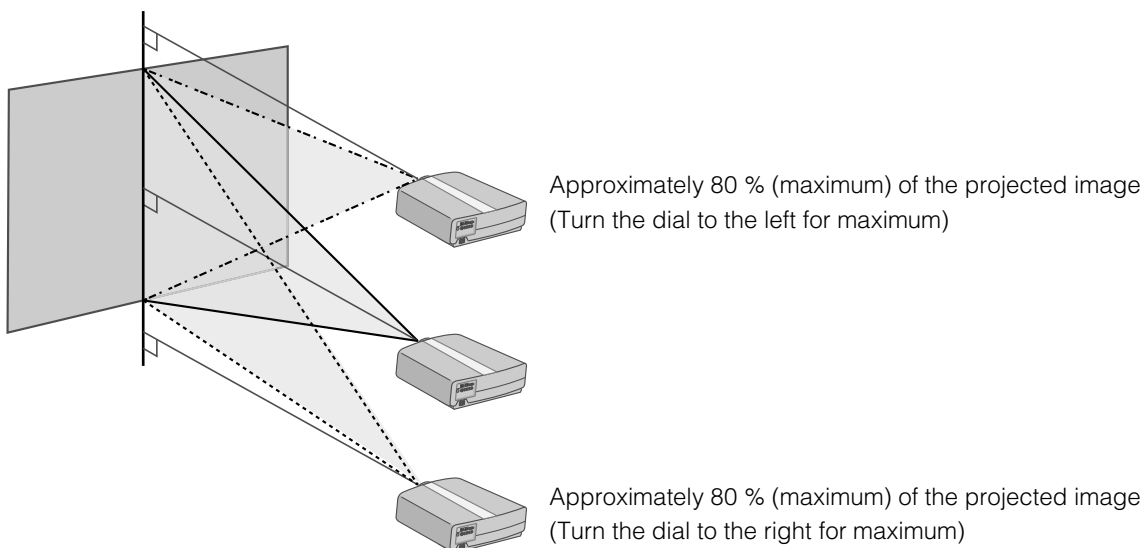 Approximately 80 % (maximum) of the projected image
(Turn the dial to the left for maximum)
Approximately 80 % (maximum) of the projected image
(Turn the dial to the right for maximum)